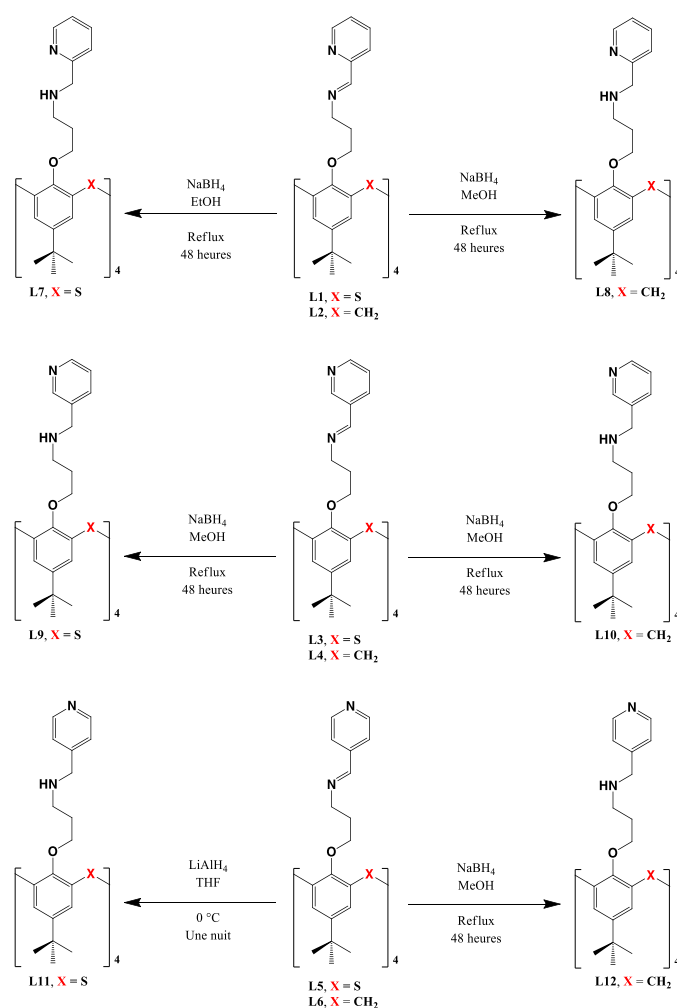 N
N
N
HN
N
HN
O
O
O
X
NaBH4
EtOH
X
NaBH4
MeOH
X
Reflux
48 heures
Reflux
48 heures
4
4
4
L7, X = S
L1, X = S
L2, X = CH2
L8, X = CH2
N
N
N
HN
N
HN
O
O
O
X
NaBH4
MeOH
X
NaBH4
MeOH
X
Reflux
48 heures
Reflux
48 heures
4
4
4
L9, X = S
L3, X = S
L4, X = CH2
L10, X = CH2
N
N
N
HN
N
HN
O
O
O
X
LiAlH4
THF
X
NaBH4
MeOH
X
0 °C
Une nuit
Reflux
48 heures
4
4
4
L11, X = S
L5, X = S
L6, X = CH2
L12, X = CH2